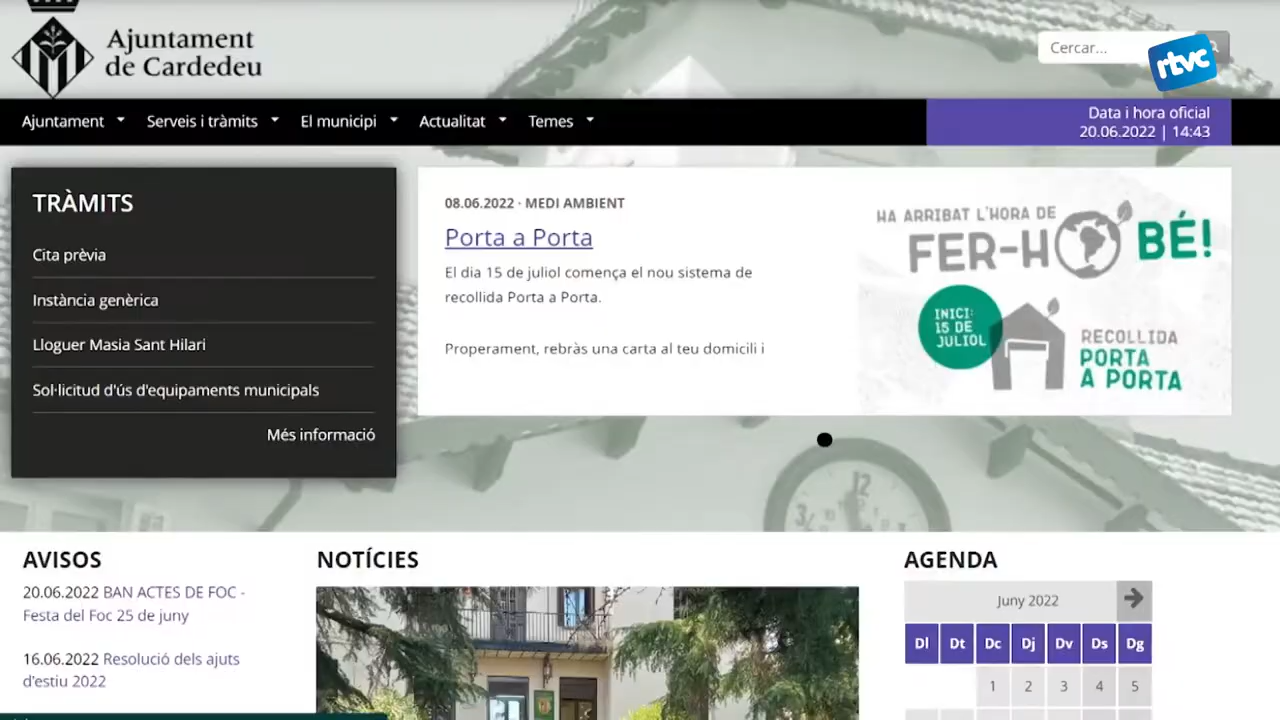 Ajuntament
de Cardedeu
Cercar...
rtvc
Ajuntament
Serveis i tràmits
El municipi
Actualitat
Temes
Data i hora oficial
20.06.2022 | 14:43
TRÀMITS
Cita prèvia
Instància genèrica
Lloguer Masia Sant Hilari
Sol·licitud d'ús d'equipaments municipals
Més informació
08.06.2022 · MEDI AMBIENT
Porta a Porta
El dia 15 de juliol comença el nou sistema de
recollida Porta a Porta.
Properament, rebràs una carta al teu domicili i
HA ARRIBAT L'HORA DE
FER-HO BÉ!
INICI:
15 DE
JULIOL
RECOLLIDA
PORTA
A PORTA
12
3
AVISOS
20.06.2022 BAN ACTES DE FOC -
Festa del Foc 25 de juny
16.06.2022 Resolució dels ajuts
d'estiu 2022
NOTÍCIES
AGENDA
Juny 2022
Dl Dt Dc Dj Dv Ds Dg
1 2 3 4 5